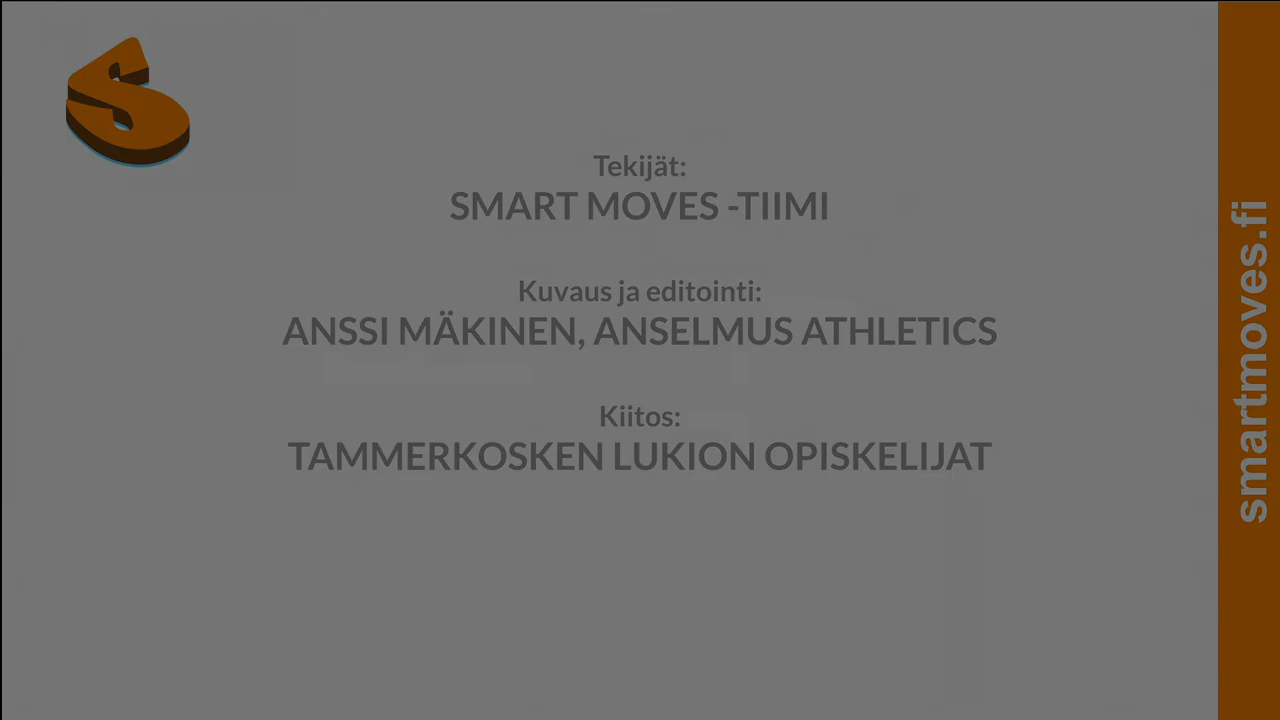 Tekijät:
SMART MOVES -TIIMI
Kuvaus ja editointi:
ANSSI MÄKINEN, ANSELMUS ATHLETICS
Kiitos:
TAMMERKOSKEN LUKION OPISKELIJAT
smartmoves.fi